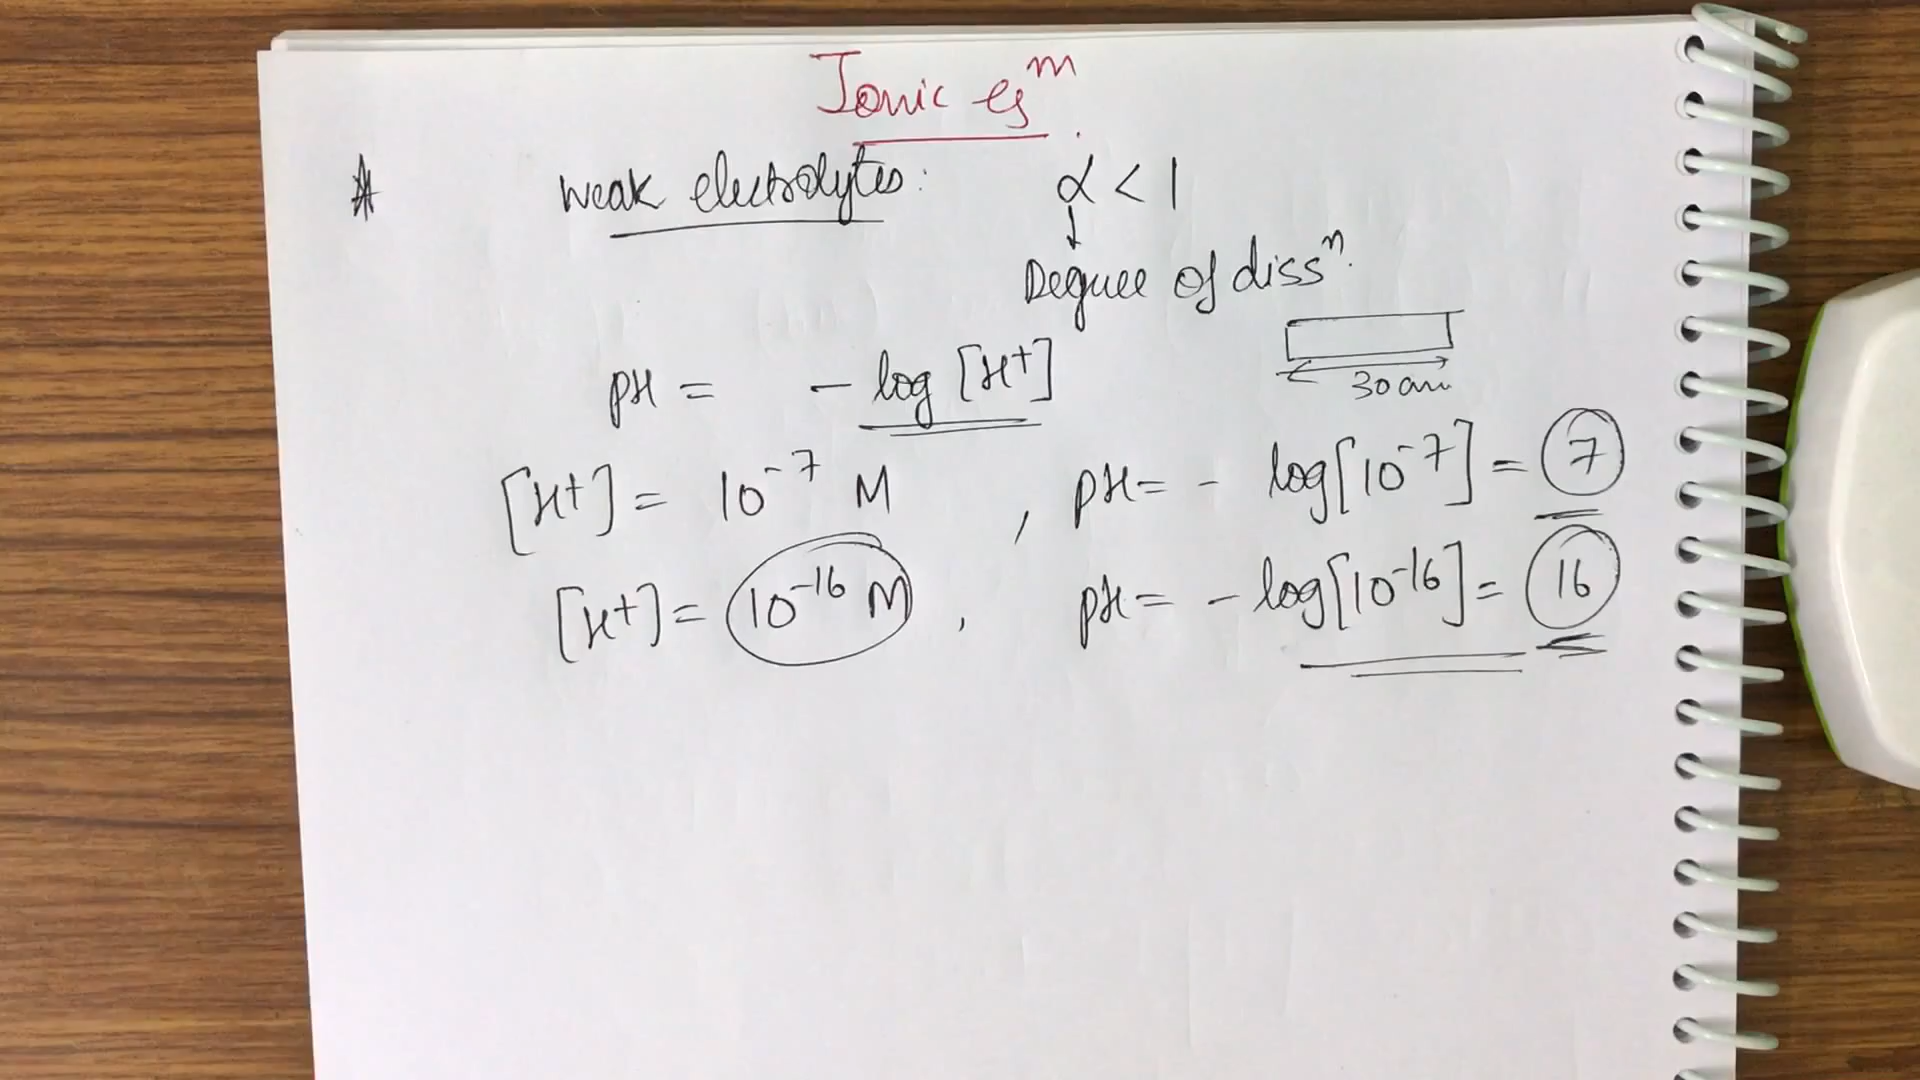 Ionic eqᵐ
weak electrolytes: α < 1
Degree of dissⁿ.
30 cm
pH = - log [H+]
[H+] = 10⁻⁷ M , pH = - log[10⁻⁷] = 7
[H+] = 10⁻¹⁶ M , pH = - log[10⁻¹⁶] = 16